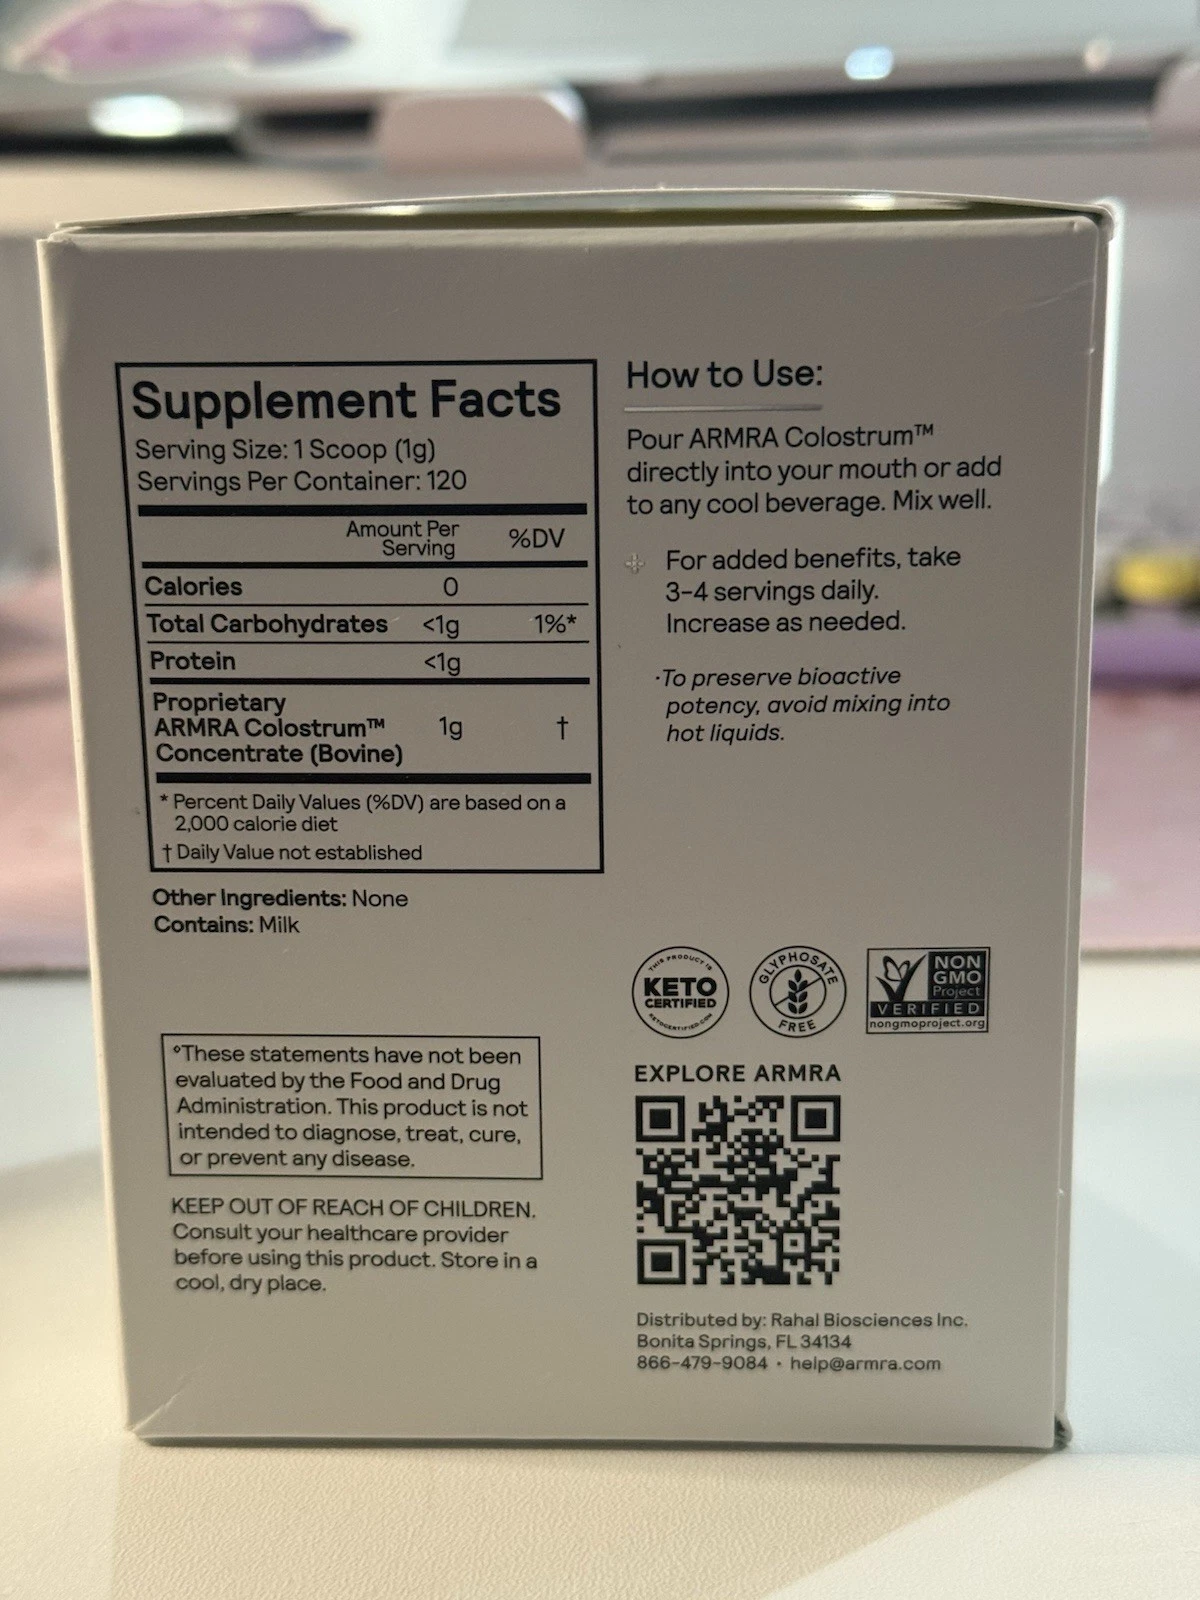 Supplement Facts
Serving Size: 1 Scoop (1g)
Servings Per Container: 120
Amount Per
Serving
%DV
Calories 0
Total Carbohydrates <1g 1%*
Protein <1g
Proprietary
ARMRA Colostrum™ 1g †
Concentrate (Bovine)
* Percent Daily Values (%DV) are based on a
2,000 calorie diet
† Daily Value not established
Other Ingredients: None
Contains: Milk
°These statements have not been
evaluated by the Food and Drug
Administration. This product is not
intended to diagnose, treat, cure,
or prevent any disease.
KEEP OUT OF REACH OF CHILDREN.
Consult your healthcare provider
before using this product. Store in a
cool, dry place.
How to Use:
Pour ARMRA Colostrum™
directly into your mouth or add
to any cool beverage. Mix well.
For added benefits, take
3-4 servings daily.
Increase as needed.
·To preserve bioactive
potency, avoid mixing into
hot liquids.
THIS PRODUCT IS
KETO
CERTIFIED
KETOCERTIFIED.COM
GLYPHOSATE
FREE
NON
GMO
Project
VERIFIED
nongmoproject.org
EXPLORE ARMRA
Distributed by: Rahal Biosciences Inc.
Bonita Springs, FL 34134
866-479-9084 · help@armra.com